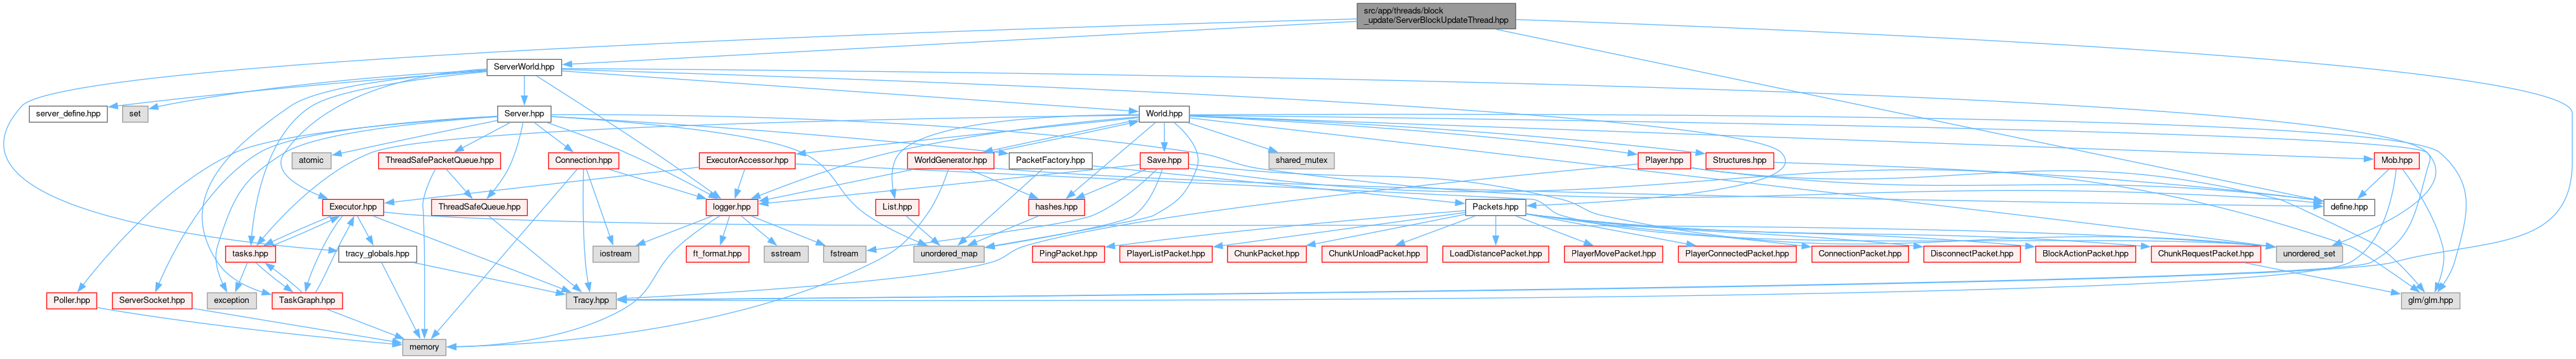 src/app/threads/block
_update/ServerBlockUpdateThread.hpp
ServerWorld.hpp
server_define.hpp
set
Server.hpp
World.hpp
atomic
ThreadSafePacketQueue.hpp
Connection.hpp
ExecutorAccessor.hpp
WorldGenerator.hpp
PacketFactory.hpp
Save.hpp
shared_mutex
Player.hpp
Structures.hpp
Mob.hpp
Executor.hpp
ThreadSafeQueue.hpp
logger.hpp
List.hpp
hashes.hpp
Packets.hpp
define.hpp
tasks.hpp
tracy_globals.hpp
iostream
ft_format.hpp
sstream
fstream
unordered_map
PingPacket.hpp
PlayerListPacket.hpp
ChunkPacket.hpp
ChunkUnloadPacket.hpp
LoadDistancePacket.hpp
PlayerMovePacket.hpp
PlayerConnectedPacket.hpp
ConnectionPacket.hpp
DisconnectPacket.hpp
BlockActionPacket.hpp
ChunkRequestPacket.hpp
unordered_set
Poller.hpp
ServerSocket.hpp
exception
TaskGraph.hpp
Tracy.hpp
glm/glm.hpp
memory